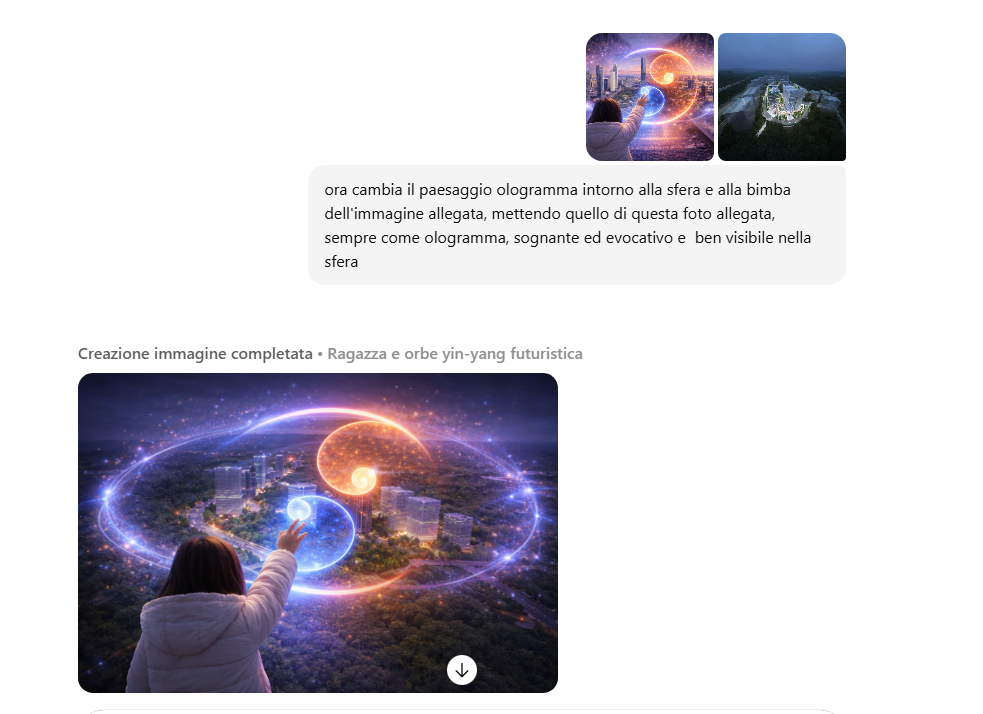 ora cambia il paesaggio ologramma intorno alla sfera e alla bimba
dell'immagine allegata, mettendo quello di questa foto allegata,
sempre come ologramma, sognante ed evocativo e  ben visibile nella
sfera
Creazione immagine completata • Ragazza e orbe yin-yang futuristica